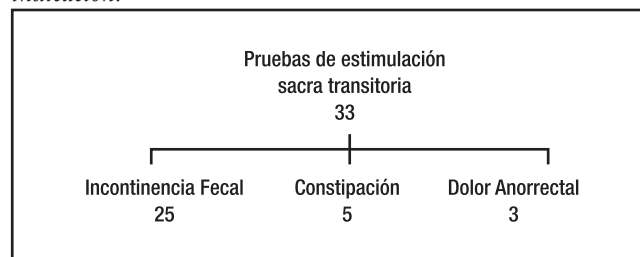 Pruebas de estimulación
sacra transitoria
33
Incontinencia Fecal
25
Constipación
5
Dolor Anorrectal
3